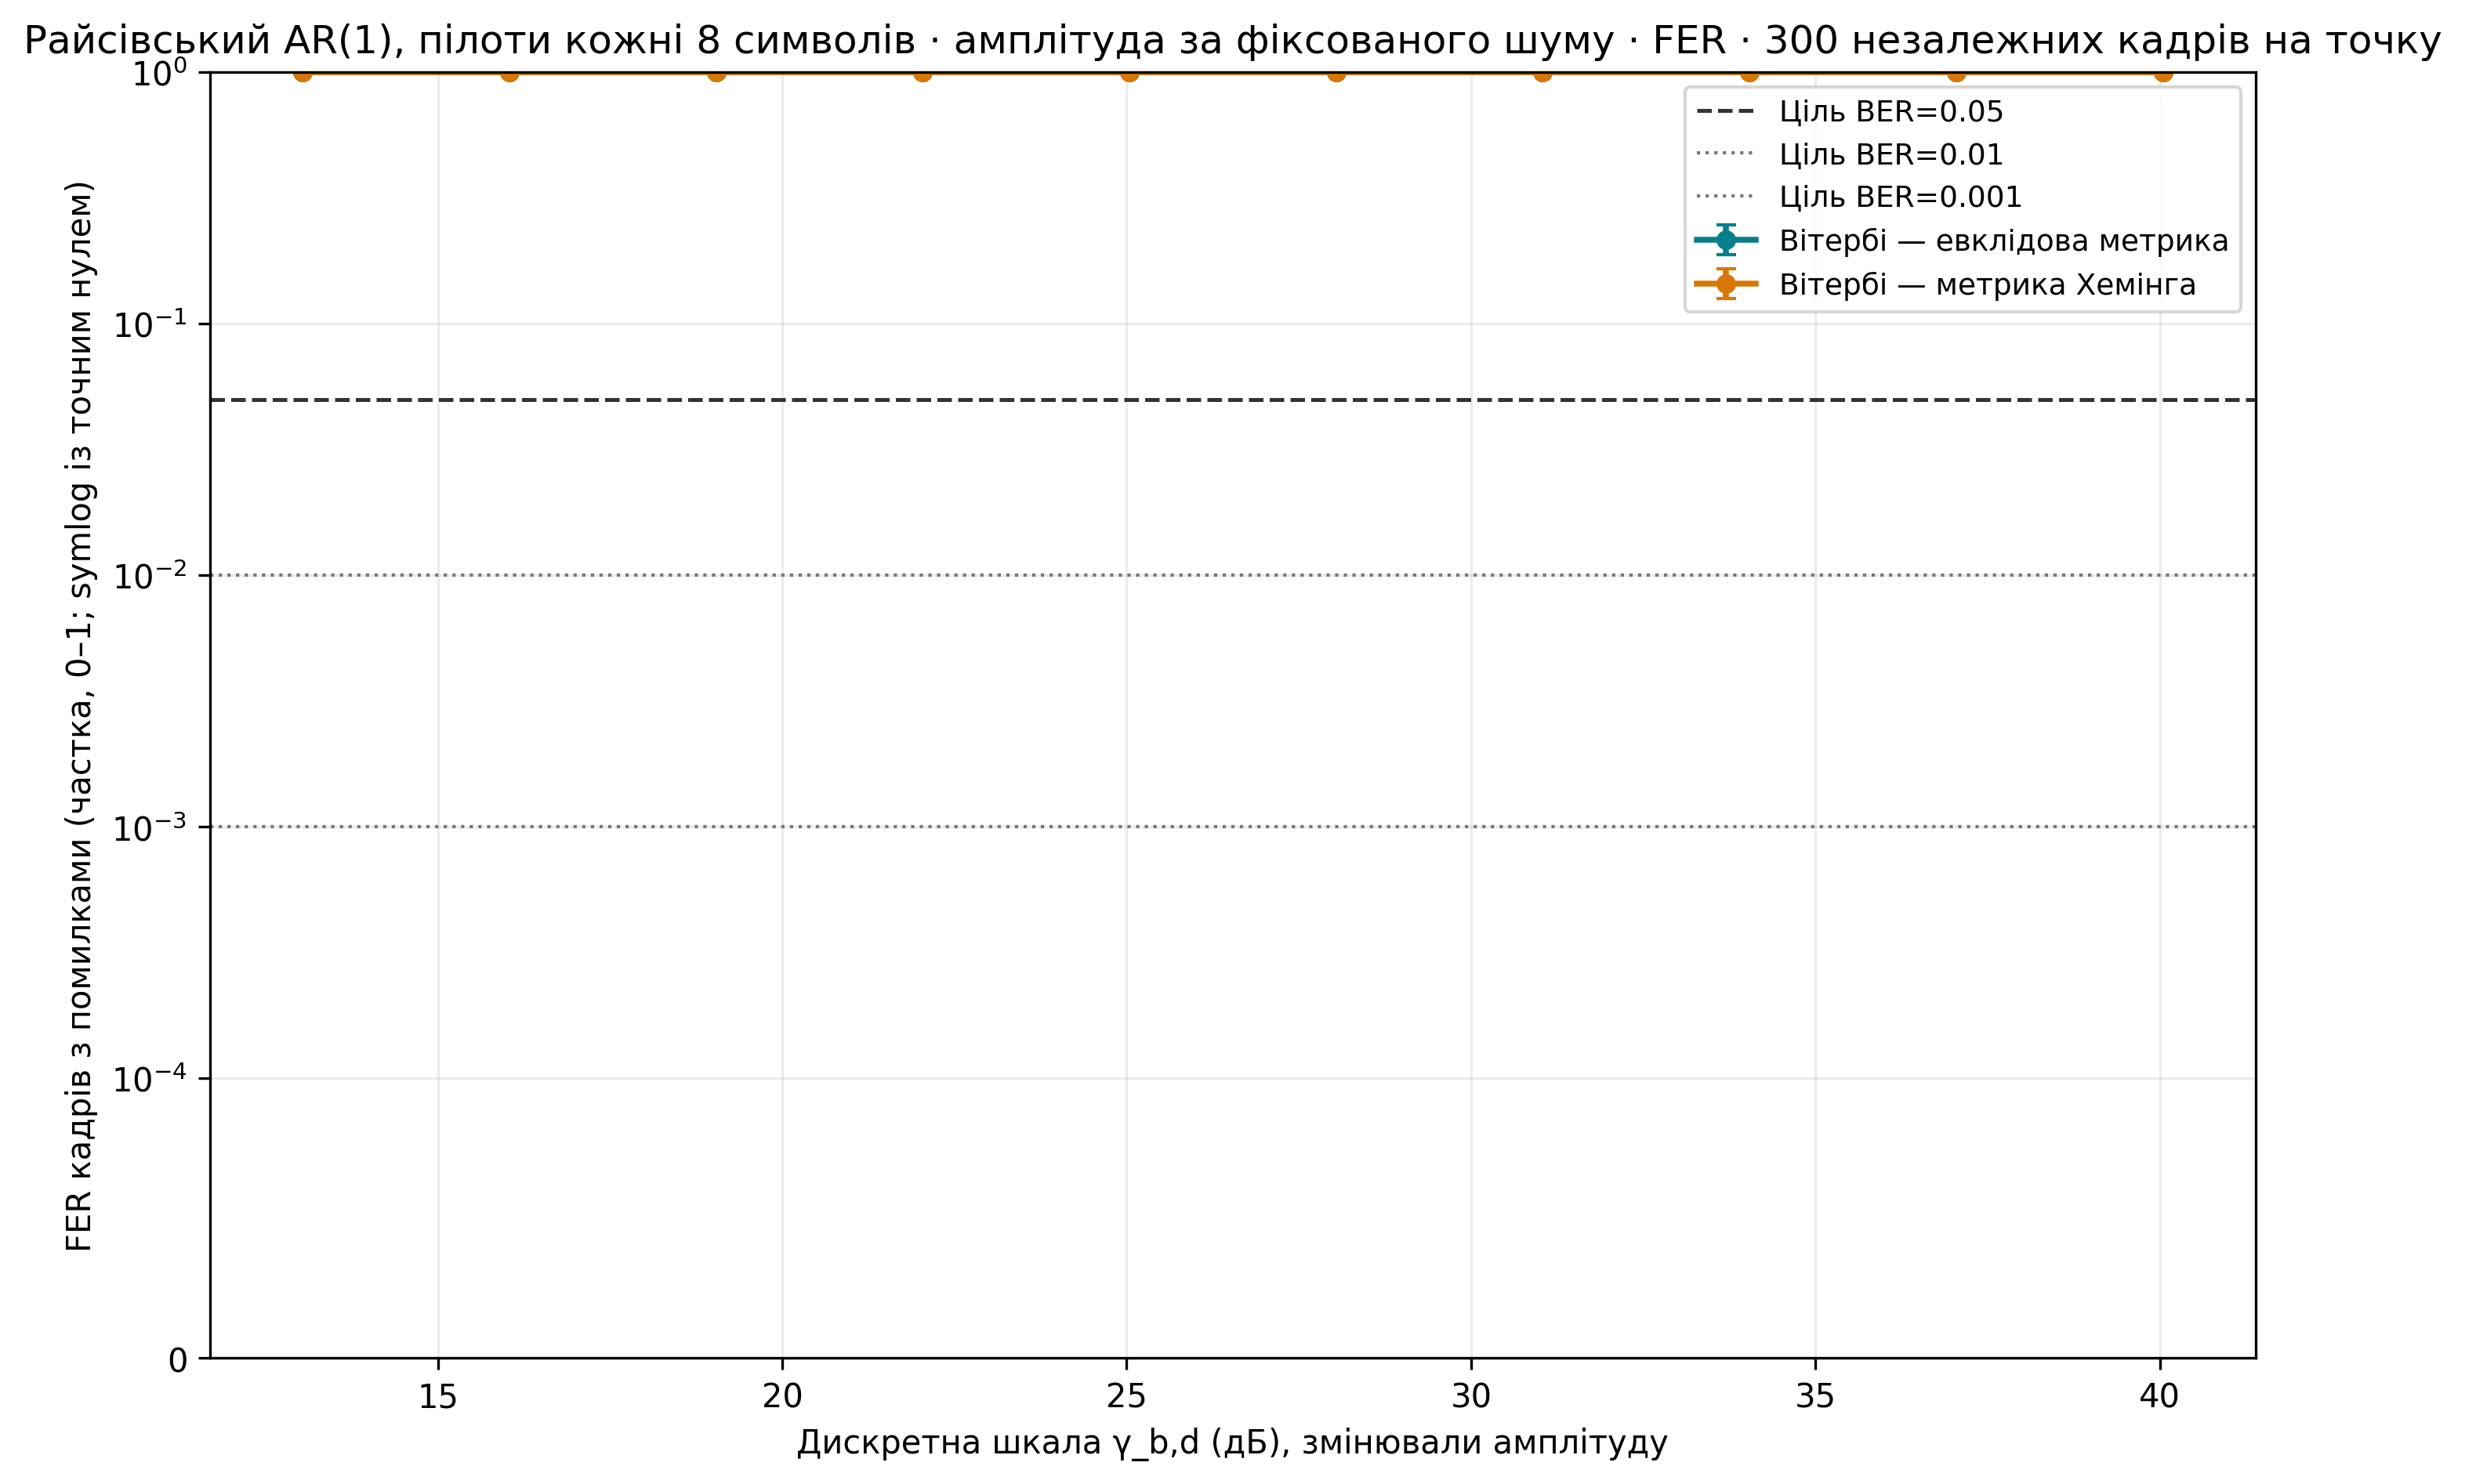 Райсівський AR(1), пілоти кожні 8 символів · амплітуда за фіксованого шуму · FER · 300 незалежних кадрів на точку
10⁰
10⁻¹
10⁻²
10⁻³
10⁻⁴
0
FER кадрів з помилками (частка, 0–1; symlog із точним нулем)
Ціль BER=0.05
Ціль BER=0.01
Ціль BER=0.001
Вітербі — евклідова метрика
Вітербі — метрика Хемінга
15 20 25 30 35 40
Дискретна шкала γ_b,d (дБ), змінювали амплітуду